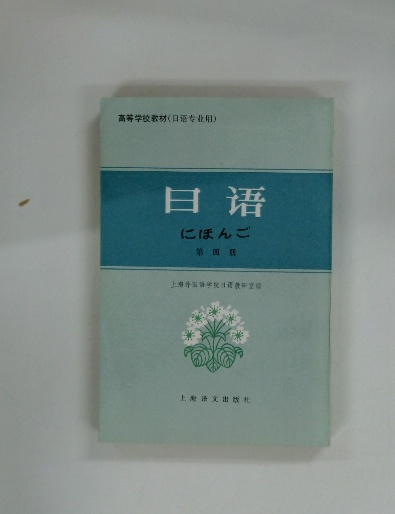 高等学校教材(日语专业用)
日语
にほんご
第四册
上海外国语学院日语教研室编
上海译文出版社